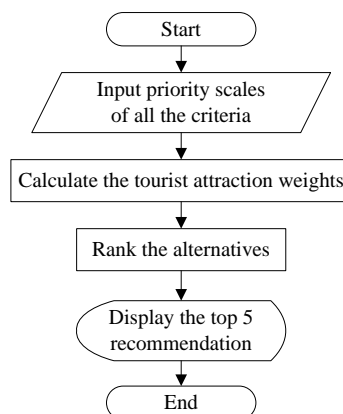 Start
Input priority scales
of all the criteria
Calculate the tourist attraction weights
Rank the alternatives
Display the top 5
recommendation
End